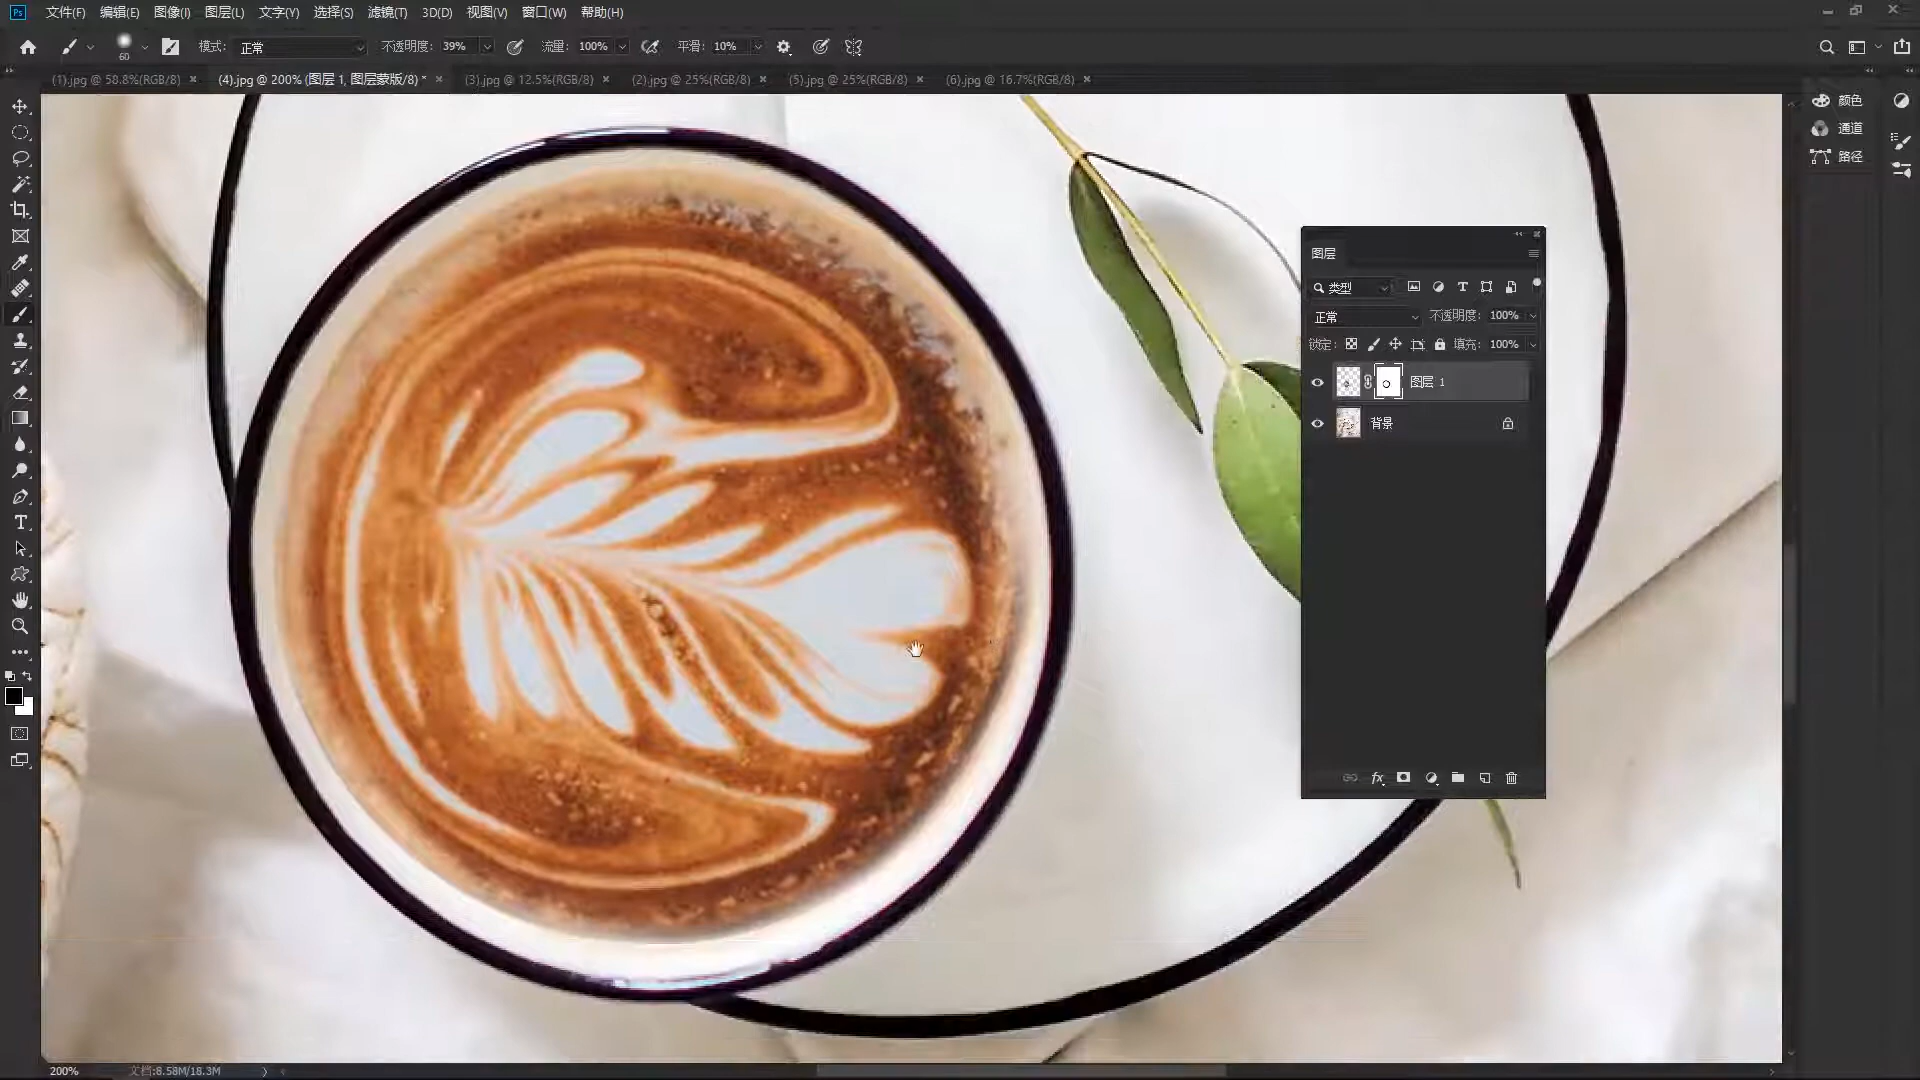 Ps 文件(F) 编辑(E) 图像(I) 图层(L) 文字(Y) 选择(S) 滤镜(T) 3D(D) 视图(V) 窗口(W) 帮助(H)
60 模式: 正常 不透明度: 39% 流量: 100% 平滑: 10%
(1).jpg @ 58.8%(RGB/8) × (4).jpg @ 200% (图层 1, 图层蒙版/8) * × (3).jpg @ 12.5%(RGB/8) × (2).jpg @ 25%(RGB/8) × (5).jpg @ 25%(RGB/8) × (6).jpg @ 16.7%(RGB/8) ×
颜色
通道
路径
图层
类型
正常 不透明度: 100%
锁定: 填充: 100%
图层 1
背景
fx
200% 文档:8.58M/18.3M